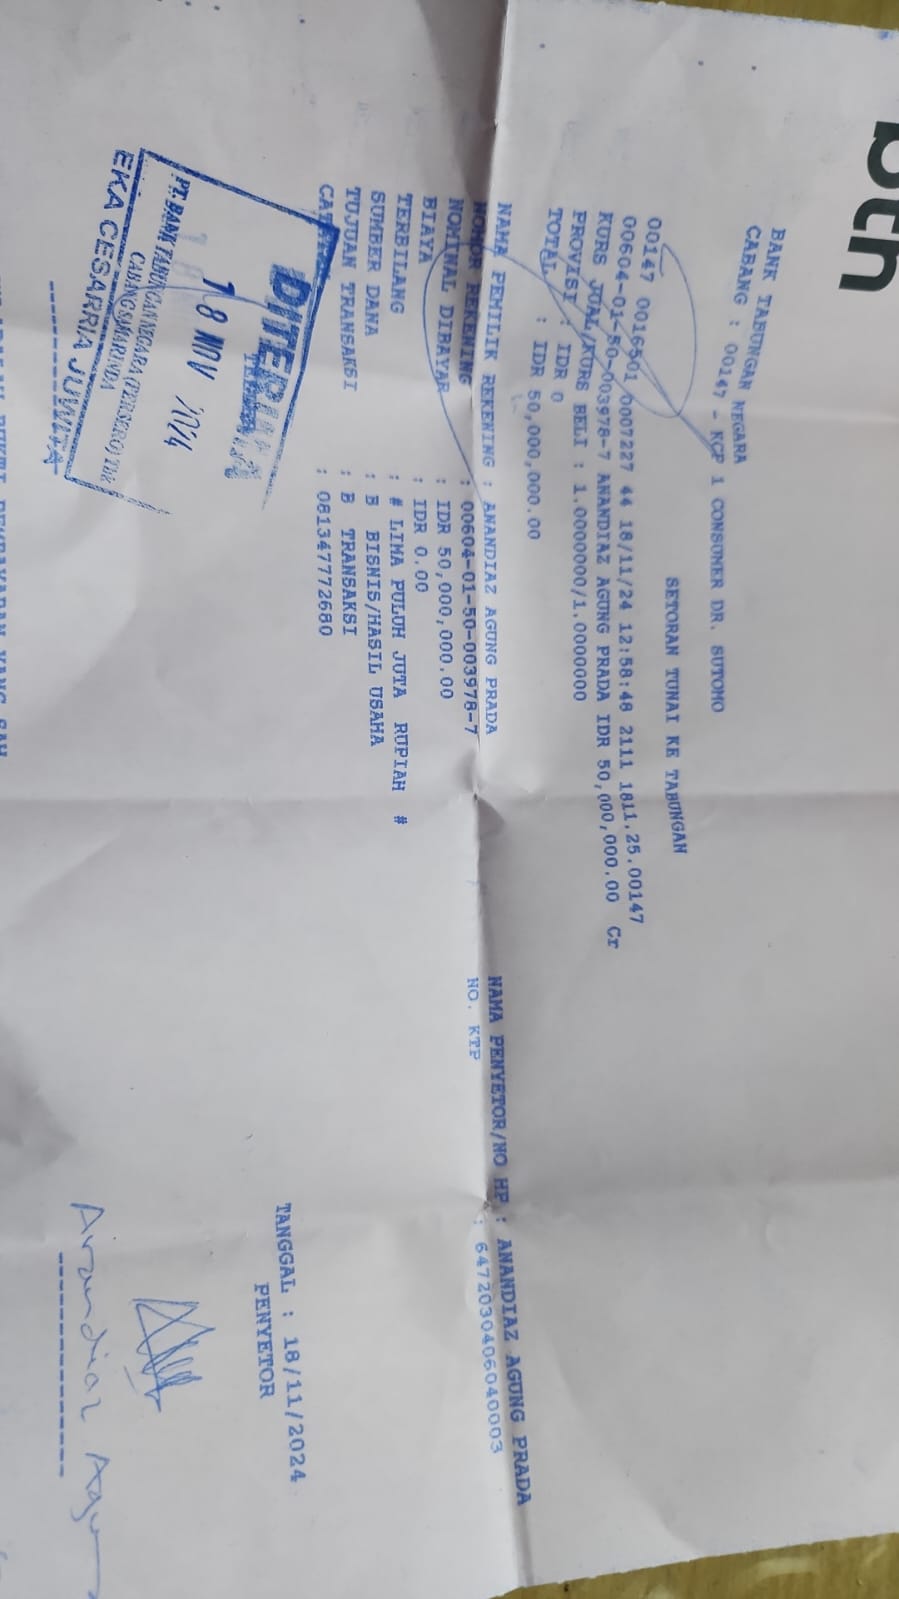 btn
BANK TABUNGAN NEGARA
CABANG : 00147 - KCP 1 CONSUMER DR. SUTOMO
SETORAN TUNAI KE TABUNGAN
00147 0016501 0007227 44 18/11/24 12:58:48 2111 1811.25.00147
00604-01-50-003978-7 ANANDIAZ AGUNG PRADA IDR 50,000,000.00 Cr
KURS JUAL/KURS BELI : 1.0000000/1.0000000
PROVISI : IDR 0
TOTAL : IDR 50,000,000.00
NAMA PEMILIK REKENING : ANANDIAZ AGUNG PRADA
NAMA PENYETOR/NO HP : ANANDIAZ AGUNG PRADA
NOMOR REKENING : 00604-01-50-003978-7
NO. KTP : 6472030406040003
NOMINAL DIBAYAR : IDR 50,000,000.00
BIAYA : IDR 0.00
TERBILANG : # LIMA PULUH JUTA RUPIAH #
SUMBER DANA : B BISNIS/HASIL USAHA
TUJUAN TRANSAKSI : B TRANSAKSI
: 081347772680
TANGGAL : 18/11/2024
PENYETOR
DITERIMA
18 NOV 2024
PT. BANK TABUNGAN NEGARA (PERSERO) Tbk
CABANG SAMARINDA
EKA CESARRIA JUWITA
Anandiaz Agung